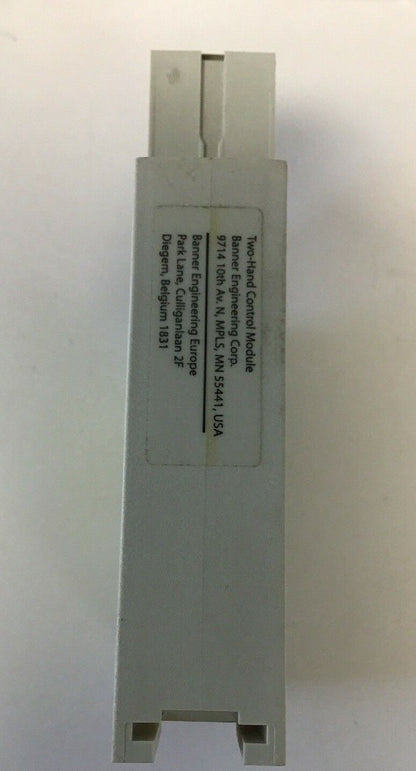 Two-Hand Control Module
Banner Engineering Corp.
9714 10th Av. N, MPLS, MN 55441, USA
Banner Engineering Europe
Park Lane, Culliganlaan 2F
Diegem, Belgium 1831